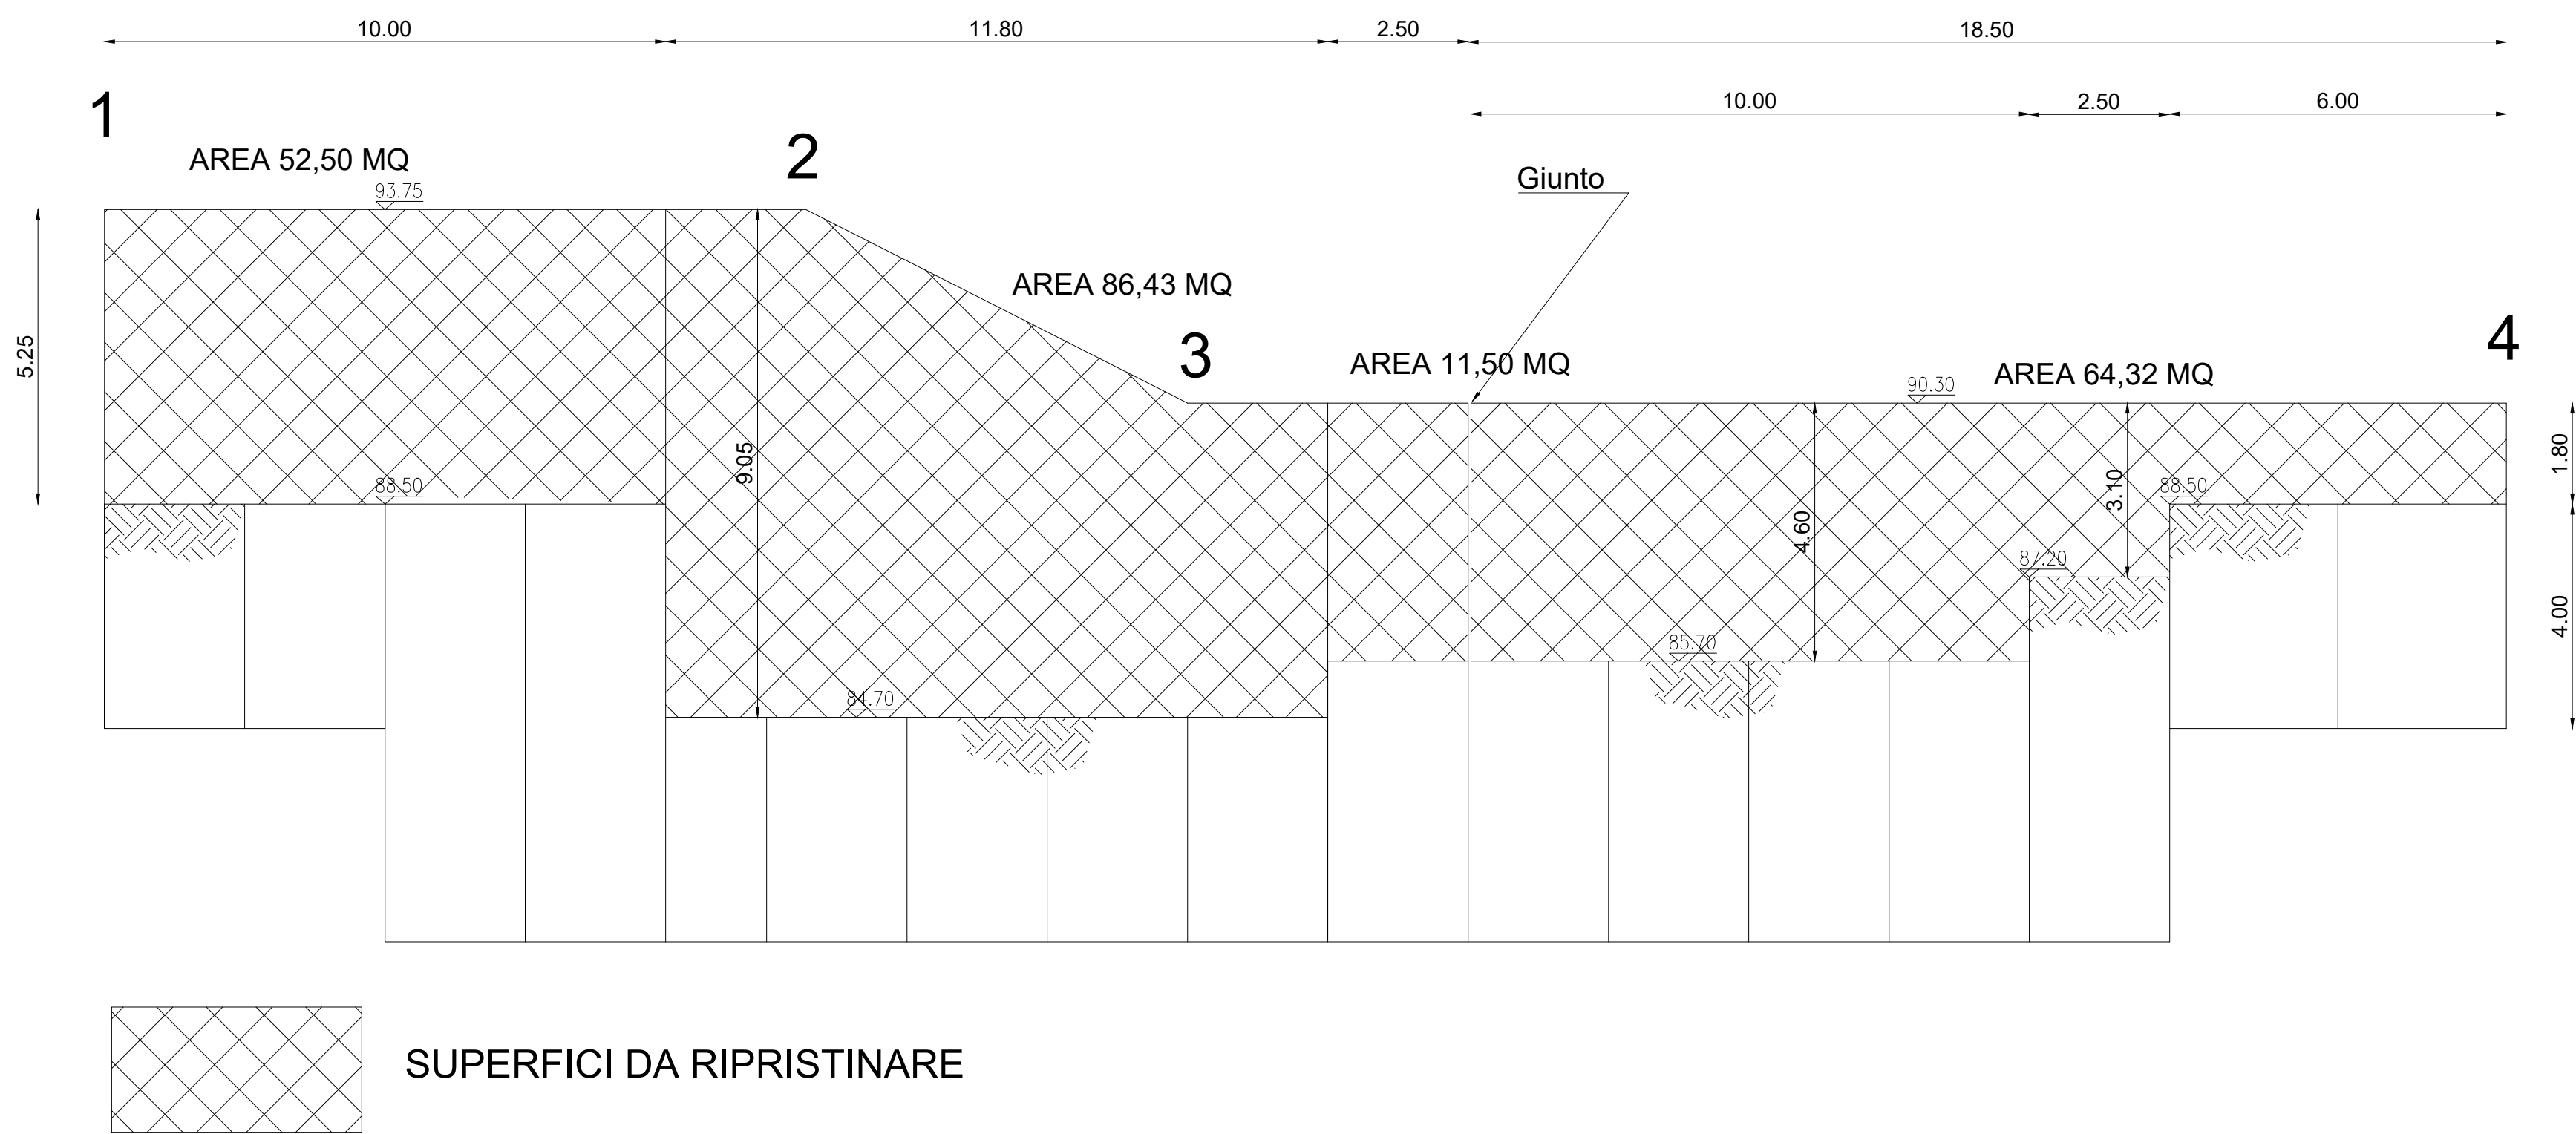 10.00 11.80 2.50 18.50
10.00 2.50 6.00
1
2
AREA 52,50 MQ
93.75
Giunto
AREA 86,43 MQ
3
4
5.25
AREA 11,50 MQ
AREA 64,32 MQ
90.30
1.80
9.05
88.50
3.10
88.50
4.60
87.20
85.70
4.00
84.70
SUPERFICI DA RIPRISTINARE